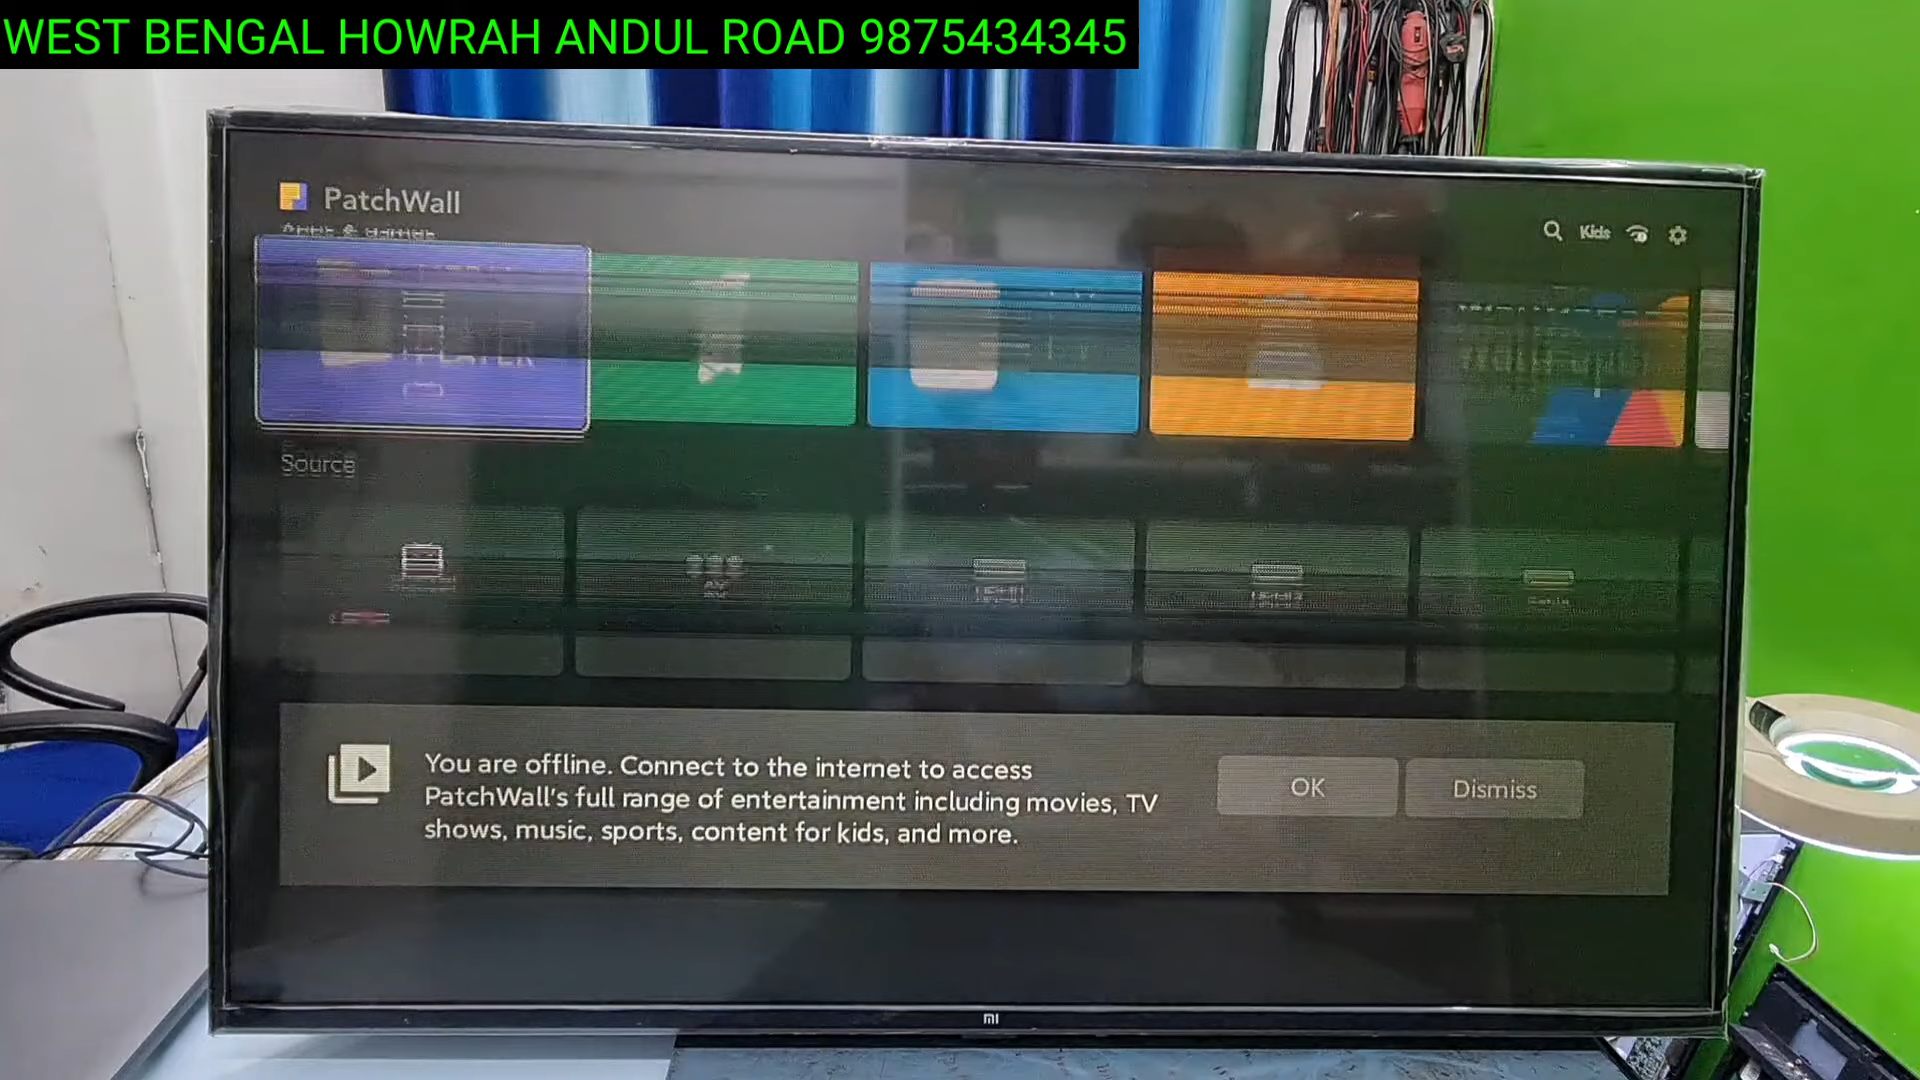 WEST BENGAL HOWRAH ANDUL ROAD 9875434345
PatchWall
Kids
PLAYER
Source
You are offline. Connect to the internet to access
PatchWall's full range of entertainment including movies, TV
shows, music, sports, content for kids, and more.
OK
Dismiss
mi